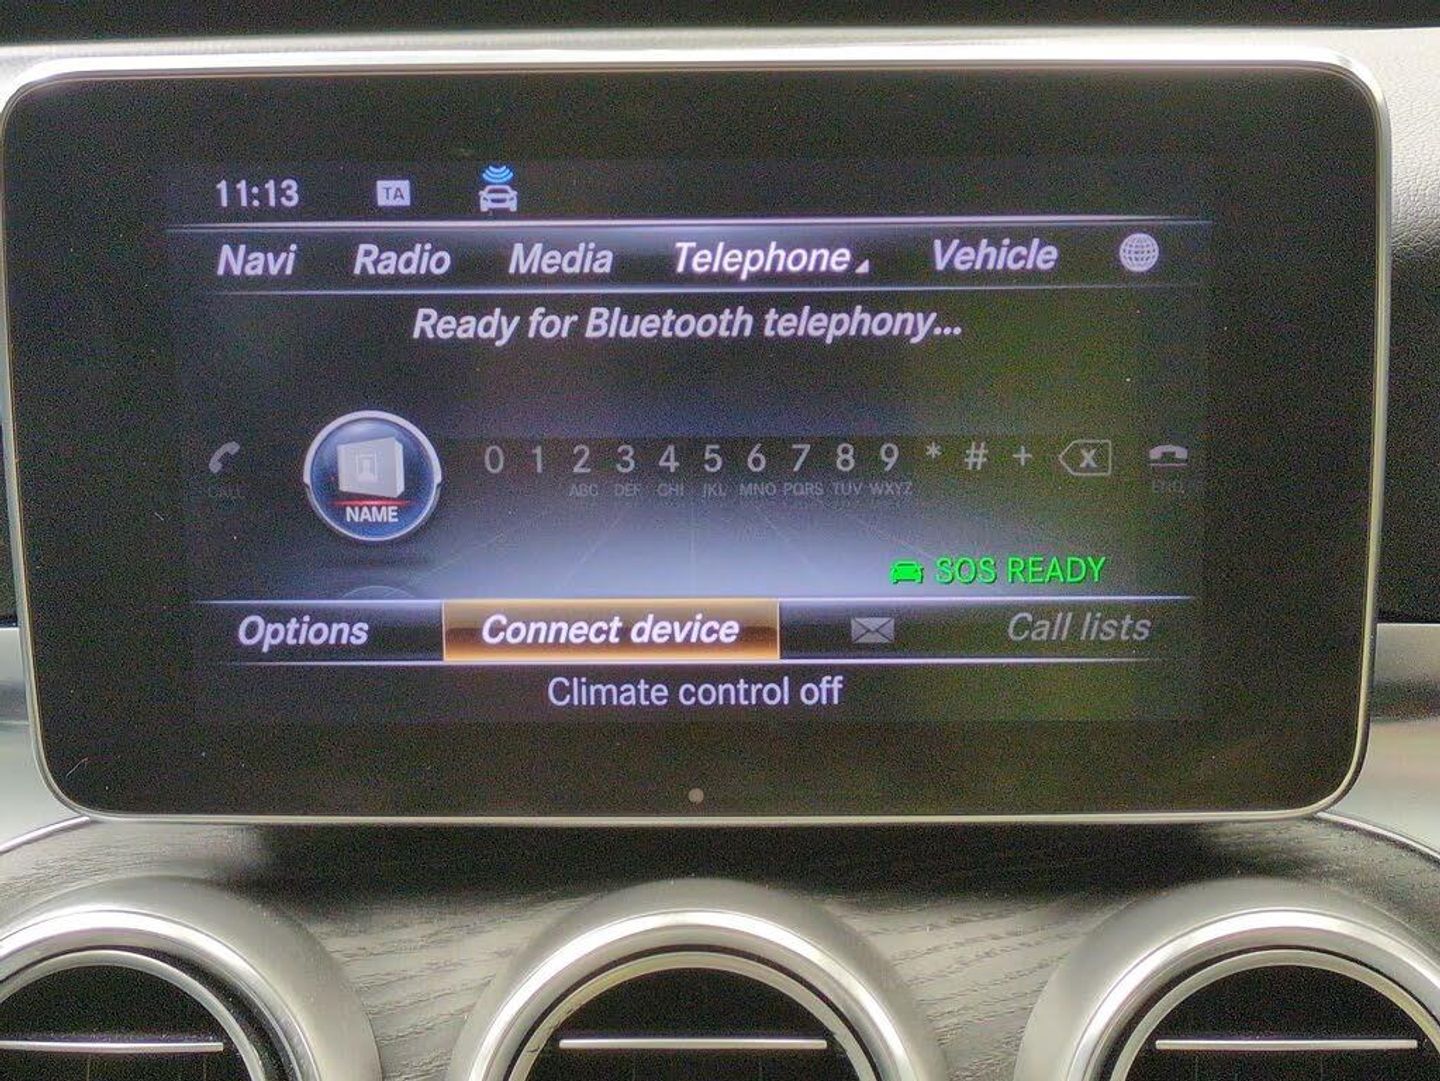 11:13 TA
Navi Radio Media Telephone Vehicle
Ready for Bluetooth telephony...
0 1 2 3 4 5 6 7 8 9 * # + X
CALL ABC DEF GHI JKL MNO PQRS TUV WXYZ END
NAME
SOS READY
Options Connect device Call lists
Climate control off